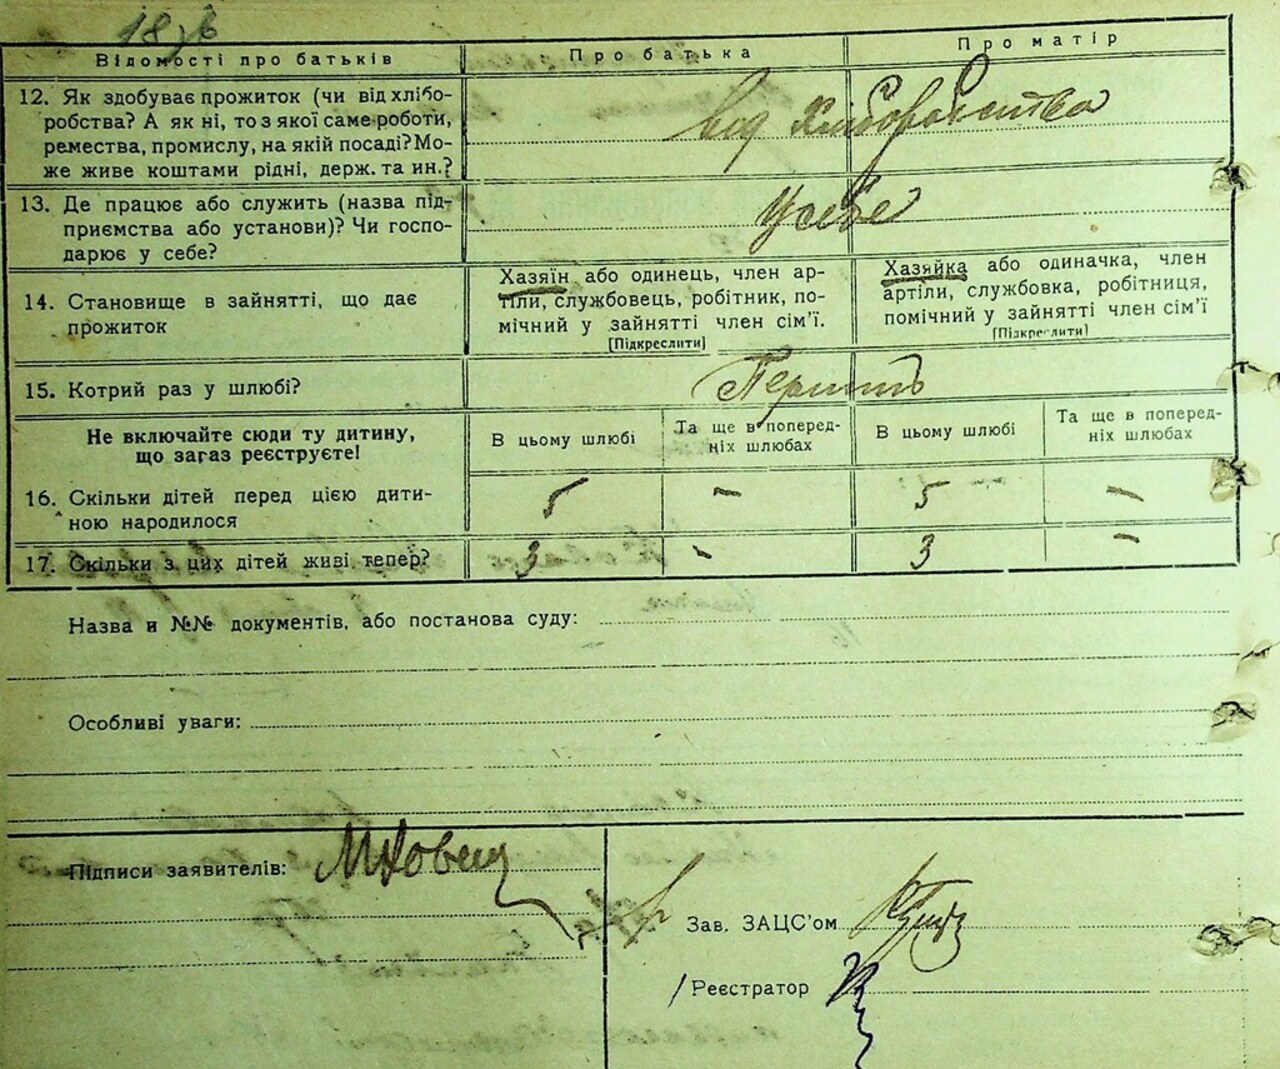 18 зв
Відомості про батьків
Про батька
Про матір
12. Як здобуває прожиток (чи від хлібо-
робства? А як ні, то з якої саме роботи,
ремества, промислу, на якій посаді? Мо-
же живе коштами рідні, держ. та ин.?
від хліборобства
13. Де працює або служить (назва під-
приємства або установи)? Чи госпо-
дарює у себе?
У себе
14. Становище в зайнятті, що дає
прожиток
Хазяїн або одинець, член ар-
тіли, службовець, робітник, по-
мічний у зайнятті член сім'ї.
[Підкреслити]
Хазяйка або одиначка, член
артіли, службовка, робітниця,
помічний у зайнятті член сім'ї
[Підкреслити]
15. Котрий раз у шлюбі?
Не включайте сюди ту дитину,
що загаз реєструєте!
В цьому шлюбі
Та ще в поперед-
ніх шлюбах
В цьому шлюбі
Та ще в поперед-
ніх шлюбах
16. Скільки дітей перед цією дити-
ною народилося
5 - 5 -
17. Скільки з цих дітей живі тепер?
3 - 3 -
Назва и №№ документів, або постанова суду:
Особливі уваги:
Підписи заявителів:
Зав. ЗАЦС'ом
/Реєстратор